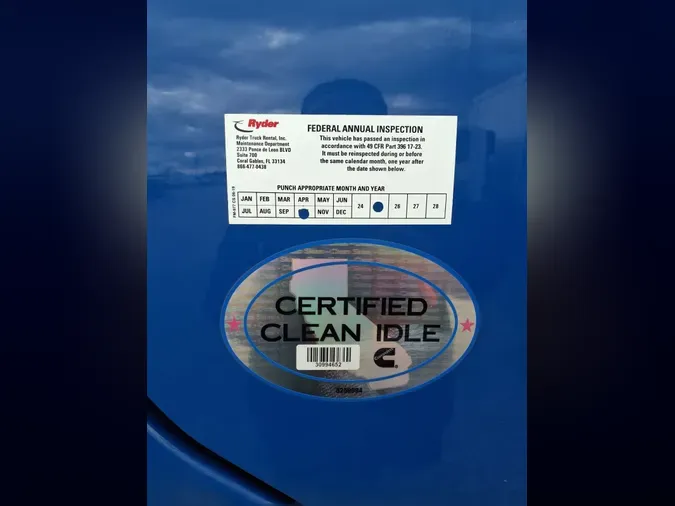 Ryder
Ryder Truck Rental, Inc.
Maintenance Department
2333 Ponce de Leon BLVD
Suite 700
Coral Gables, FL 33134
866-477-0438
FEDERAL ANNUAL INSPECTION
This vehicle has passed an inspection in
accordance with 49 CFR Part 396 17-23.
It must be reinspected during or before
the same calendar month, one year after
the date shown below.
PUNCH APPROPRIATE MONTH AND YEAR
JAN FEB MAR APR MAY JUN 24 26 27 28
JUL AUG SEP NOV DEC
CERTIFIED
CLEAN IDLE
30994652